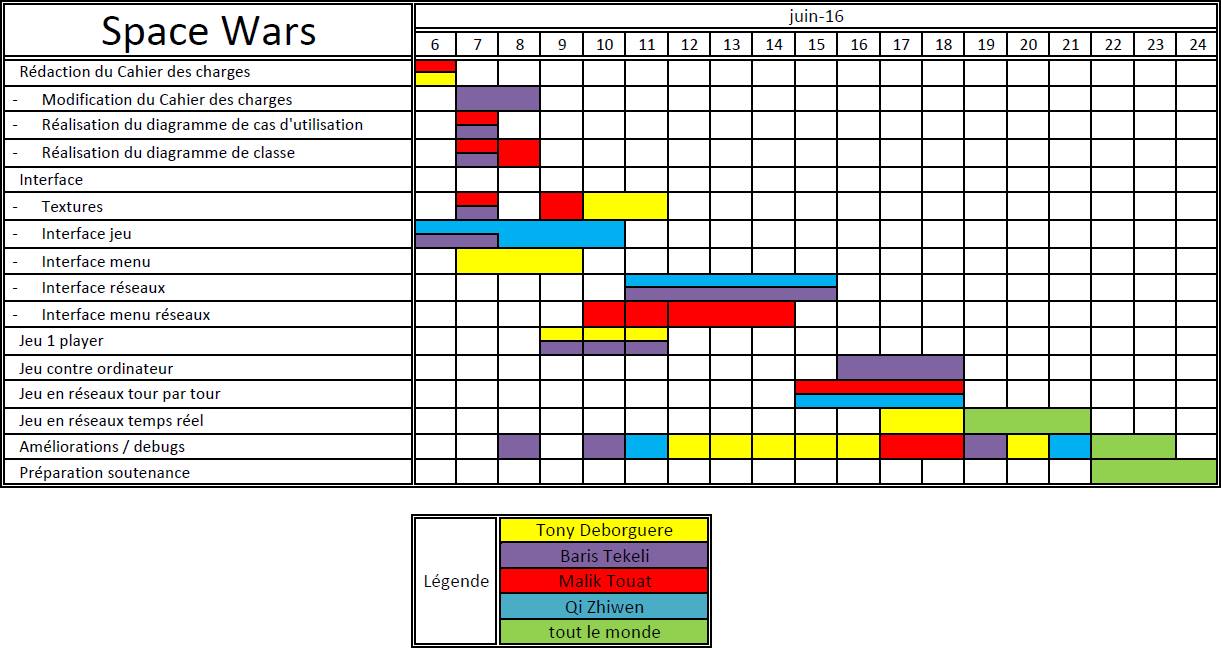 Space Wars
juin-16
6 7 8 9 10 11 12 13 14 15 16 17 18 19 20 21 22 23 24
Rédaction du Cahier des charges
- Modification du Cahier des charges
- Réalisation du diagramme de cas d'utilisation
- Réalisation du diagramme de classe
Interface
- Textures
- Interface jeu
- Interface menu
- Interface réseaux
- Interface menu réseaux
Jeu 1 player
Jeu contre ordinateur
Jeu en réseaux tour par tour
Jeu en réseaux temps réel
Améliorations / debugs
Préparation soutenance
Légende
Tony Deborguere
Baris Tekeli
Malik Touat
Qi Zhiwen
tout le monde